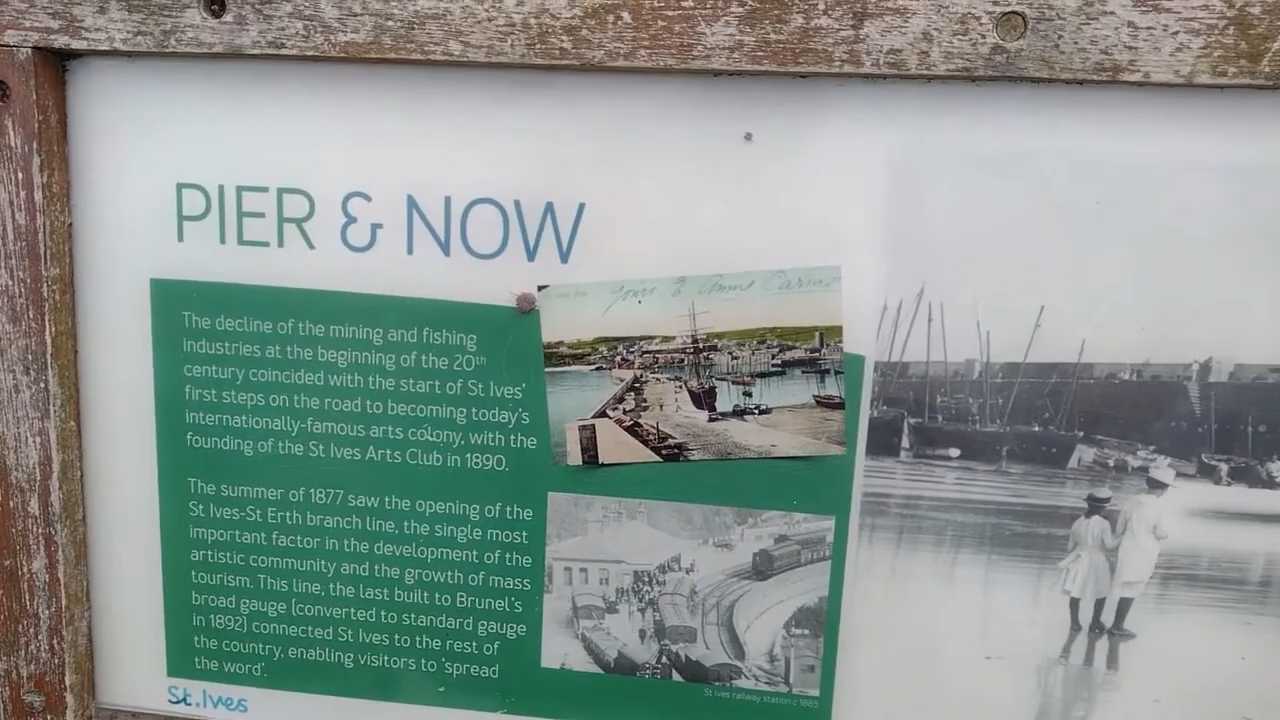 PIER & NOW
Yours E Annie
The decline of the mining and fishing
industries at the beginning of the 20th
century coincided with the start of St Ives'
first steps on the road to becoming today's
internationally-famous arts colony, with the
founding of the St Ives Arts Club in 1890.
The summer of 1877 saw the opening of the
St Ives-St Erth branch line, the single most
important factor in the development of the
artistic community and the growth of mass
tourism. This line, the last built to Brunel's
broad gauge (converted to standard gauge
in 1892) connected St Ives to the rest of
the country, enabling visitors to 'spread
the word'.
St Ives railway station c 1885
St.Ives